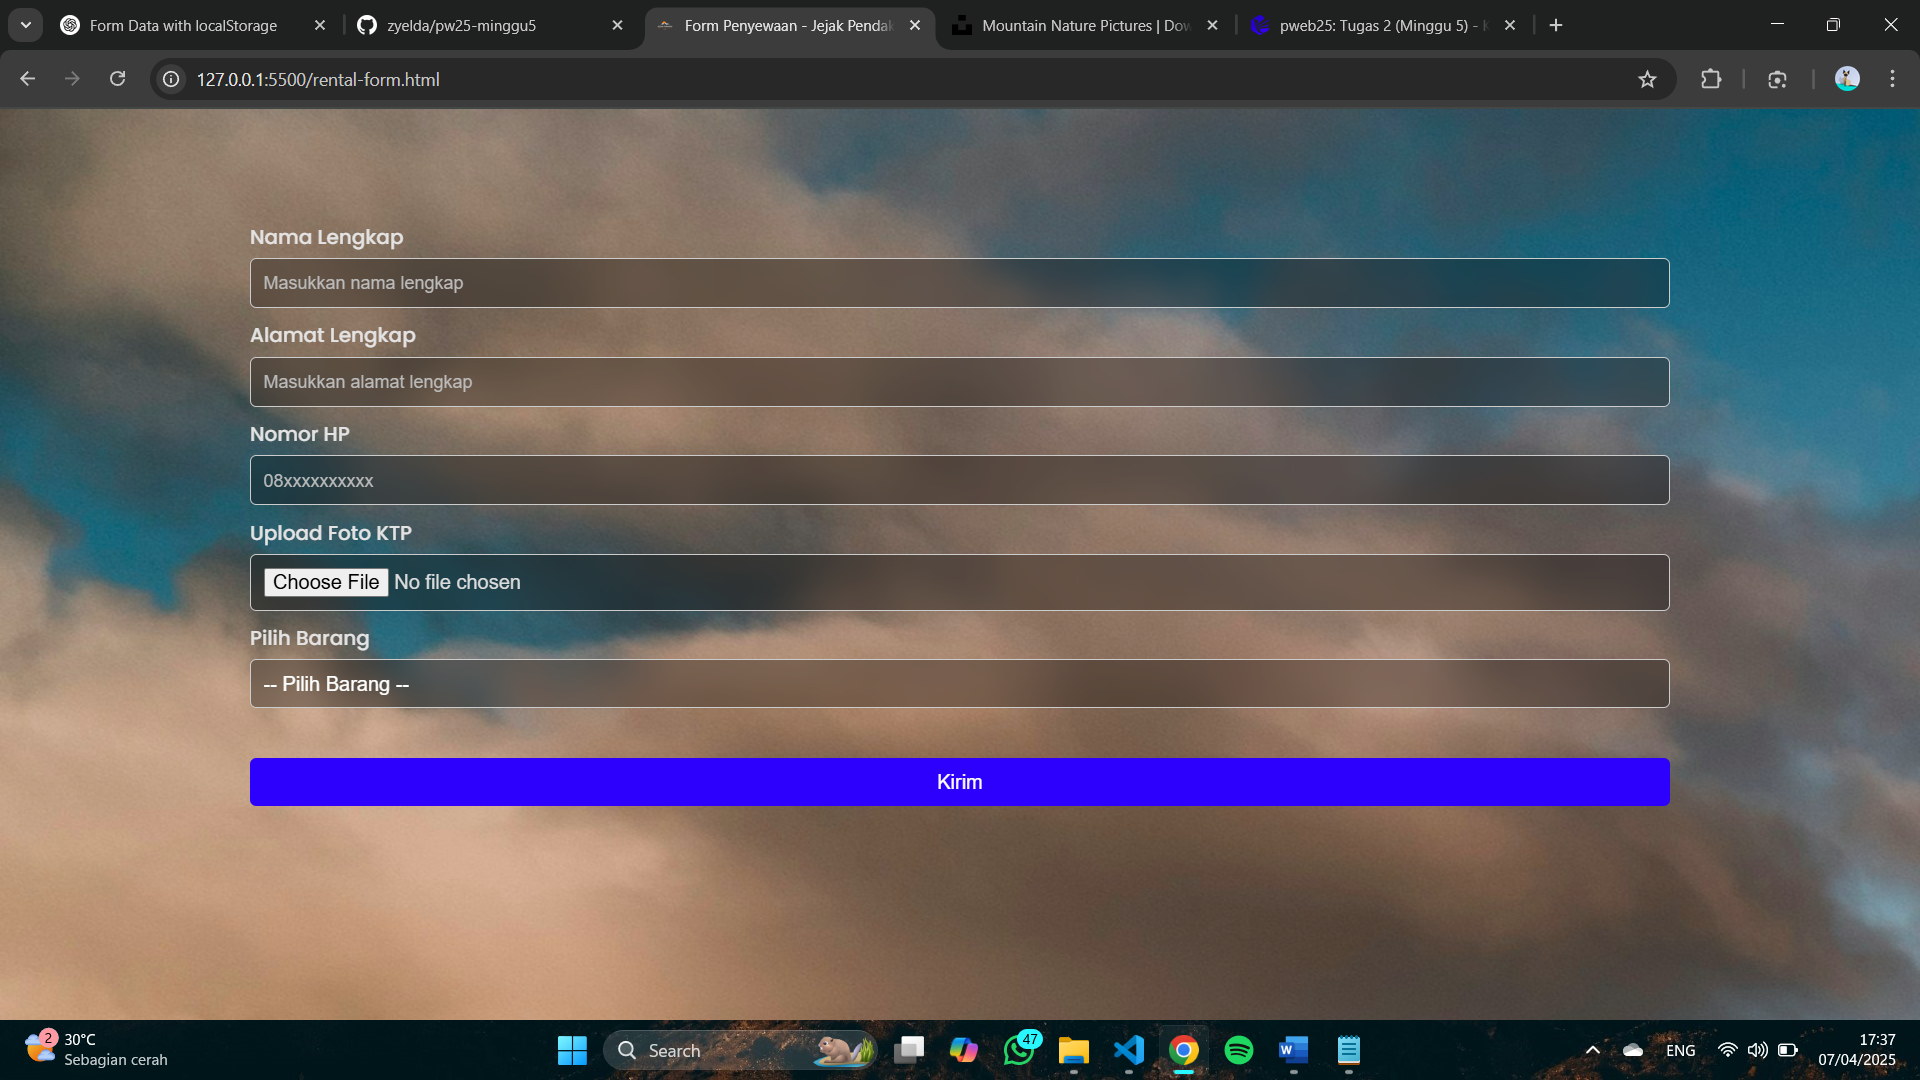 Form Data with localStorage
zyelda/pw25-minggu5
Form Penyewaan - Jejak Pendak
Mountain Nature Pictures | Dow
pweb25: Tugas 2 (Minggu 5) - K
127.0.0.1:5500/rental-form.html
Nama Lengkap
Masukkan nama lengkap
Alamat Lengkap
Masukkan alamat lengkap
Nomor HP
08xxxxxxxxxx
Upload Foto KTP
Choose File No file chosen
Pilih Barang
-- Pilih Barang --
Kirim
2
30°C
Sebagian cerah
Search
47
ENG
17:37
07/04/2025